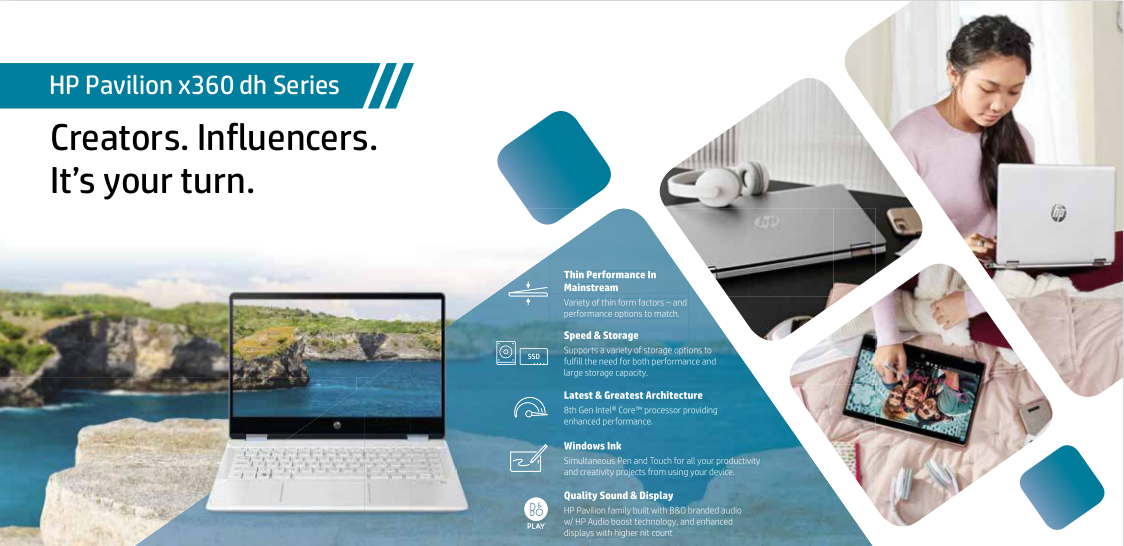 HP Pavilion x360 dh Series
Creators. Influencers.
It's your turn.
Thin Performance In
Mainstream
Variety of thin form factors – and
performance options to match.
Speed & Storage
Supports a variety of storage options to
fulfill the need for both performance and
large storage capacity.
SSD
Latest & Greatest Architecture
8th Gen Intel® Core™ processor providing
enhanced performance.
Windows Ink
Simultaneous Pen and Touch for all your productivity
and creativity projects from using your device.
Quality Sound & Display
HP Pavilion family built with B&O branded audio
w/ HP Audio boost technology, and enhanced
displays with higher nit count
B&O
PLAY
hp
hp
hp